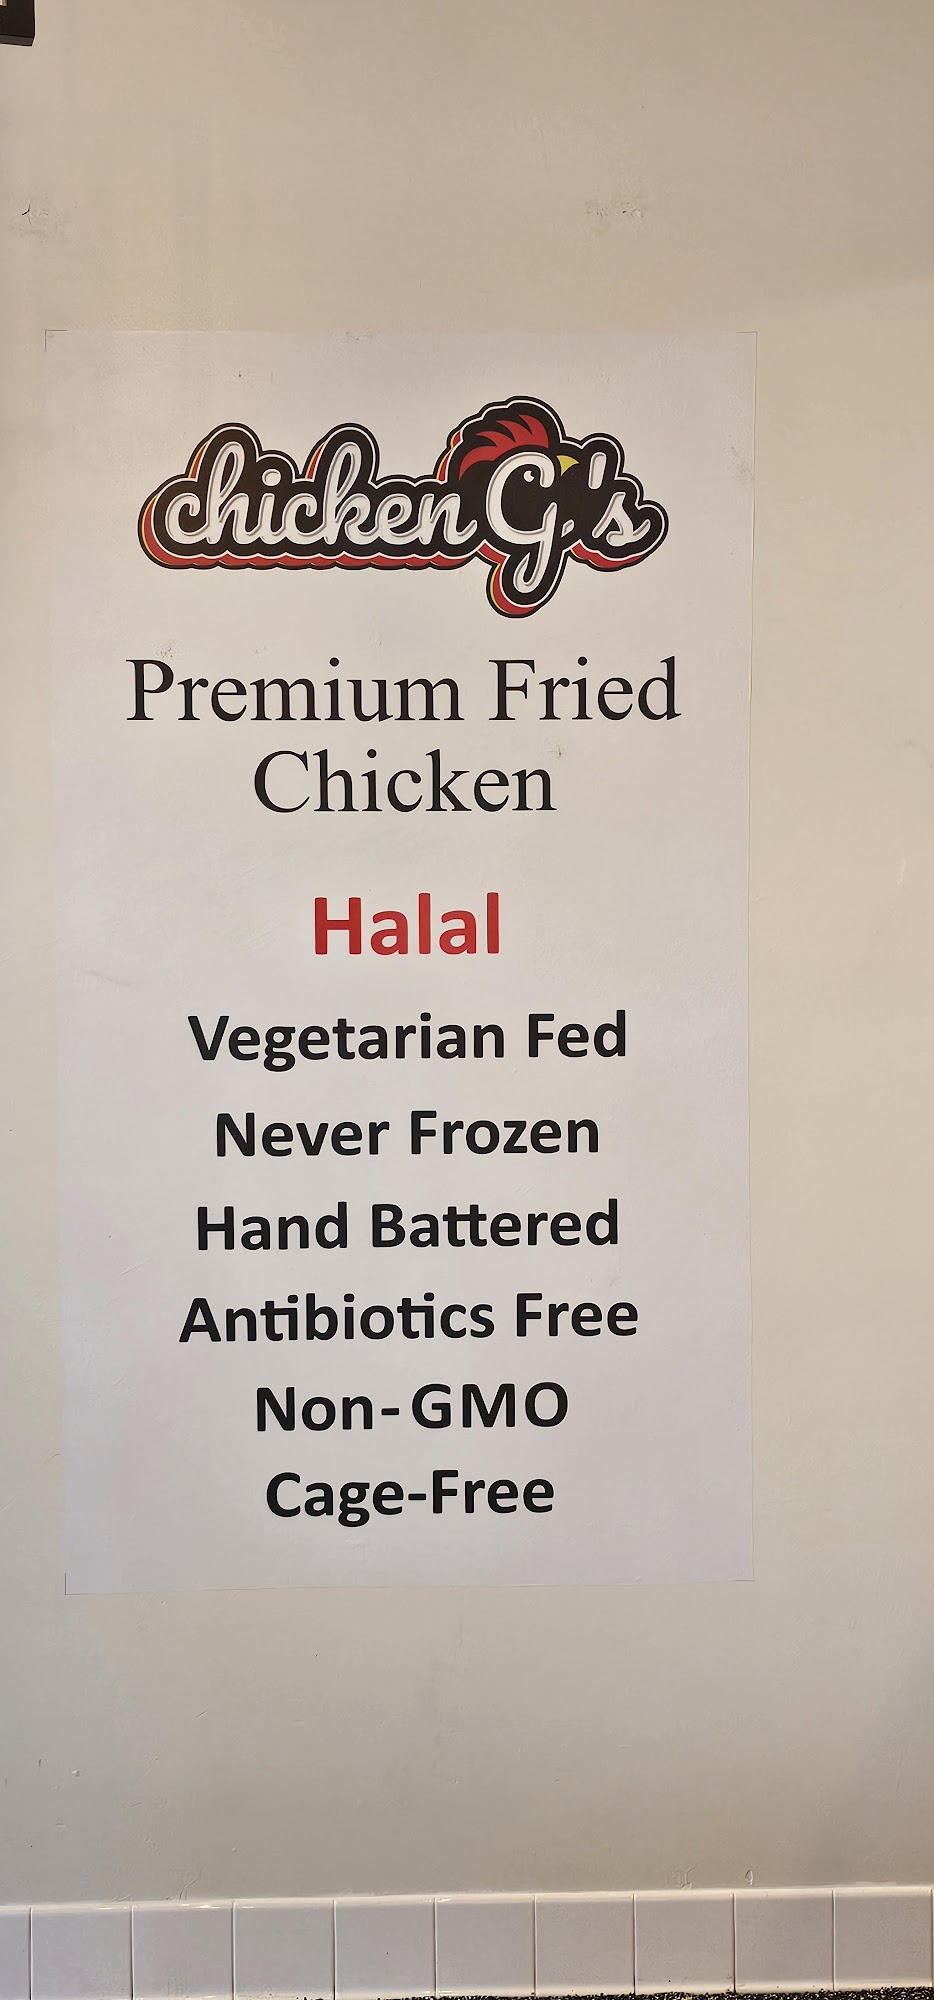 chicken G's
Premium Fried
Chicken
Halal
Vegetarian Fed
Never Frozen
Hand Battered
Antibiotics Free
Non-GMO
Cage-Free